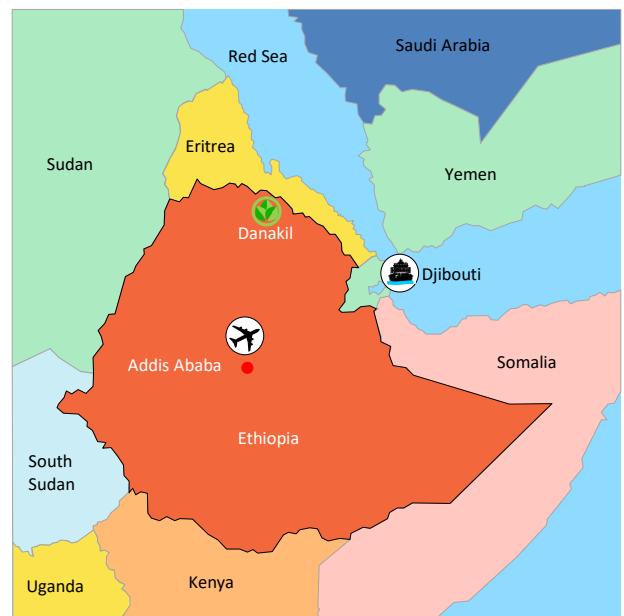 Saudi Arabia
Red Sea
Eritrea
Sudan
Yemen
Danakil
Djibouti
Addis Ababa
Somalia
Ethiopia
South
Sudan
Uganda
Kenya